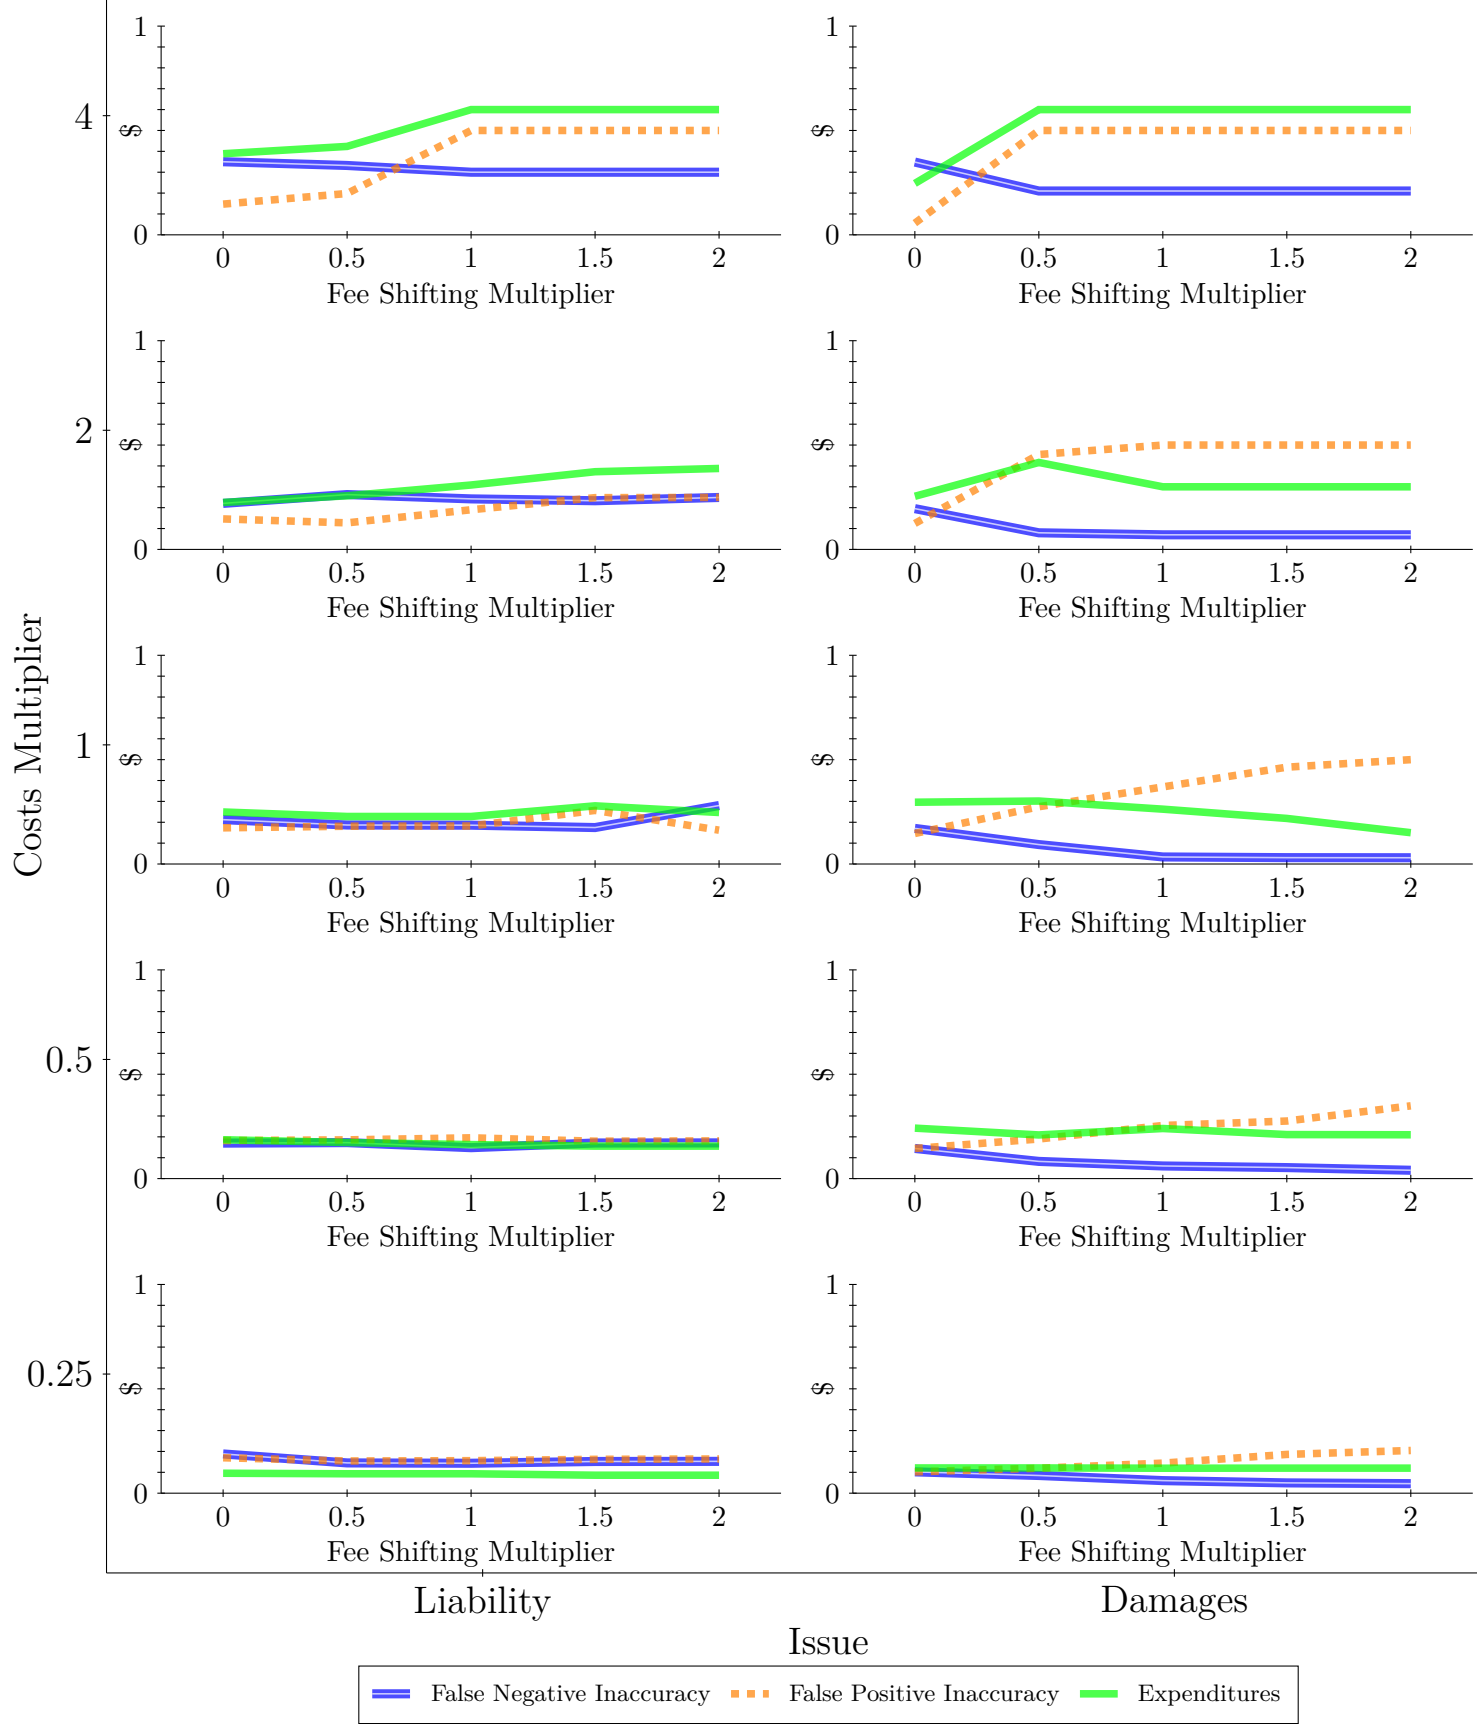 Costs Multiplier
4
1
$
0
0 0.5 1 1.5 2
Fee Shifting Multiplier
1
$
0
0 0.5 1 1.5 2
Fee Shifting Multiplier
2
1
$
0
0 0.5 1 1.5 2
Fee Shifting Multiplier
1
$
0
0 0.5 1 1.5 2
Fee Shifting Multiplier
1
1
$
0
0 0.5 1 1.5 2
Fee Shifting Multiplier
1
$
0
0 0.5 1 1.5 2
Fee Shifting Multiplier
0.5
1
$
0
0 0.5 1 1.5 2
Fee Shifting Multiplier
1
$
0
0 0.5 1 1.5 2
Fee Shifting Multiplier
0.25
1
$
0
0 0.5 1 1.5 2
Fee Shifting Multiplier
1
$
0
0 0.5 1 1.5 2
Fee Shifting Multiplier
Liability Damages
Issue
False Negative Inaccuracy False Positive Inaccuracy Expenditures